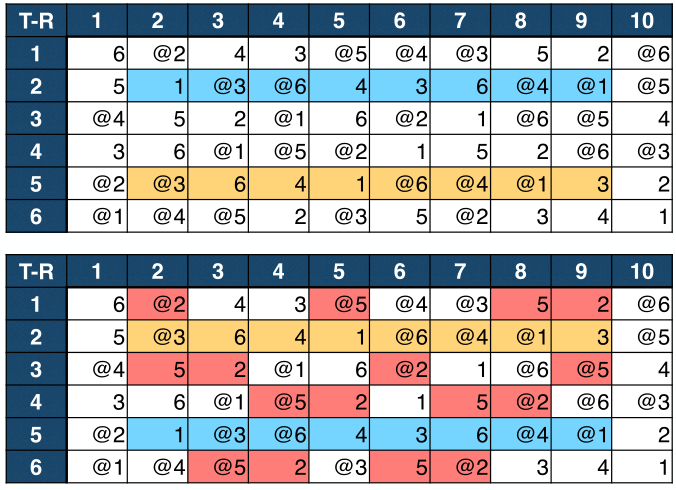 T-R 1 2 3 4 5 6 7 8 9 10
1 6 @2 4 3 @5 @4 @3 5 2 @6
2 5 1 @3 @6 4 3 6 @4 @1 @5
3 @4 5 2 @1 6 @2 1 @6 @5 4
4 3 6 @1 @5 @2 1 5 2 @6 @3
5 @2 @3 6 4 1 @6 @4 @1 3 2
6 @1 @4 @5 2 @3 5 @2 3 4 1
T-R 1 2 3 4 5 6 7 8 9 10
1 6 @2 4 3 @5 @4 @3 5 2 @6
2 5 @3 6 4 1 @6 @4 @1 3 @5
3 @4 5 2 @1 6 @2 1 @6 @5 4
4 3 6 @1 @5 2 1 5 @2 @6 @3
5 @2 1 @3 @6 4 3 6 @4 @1 2
6 @1 @4 @5 2 @3 5 @2 3 4 1